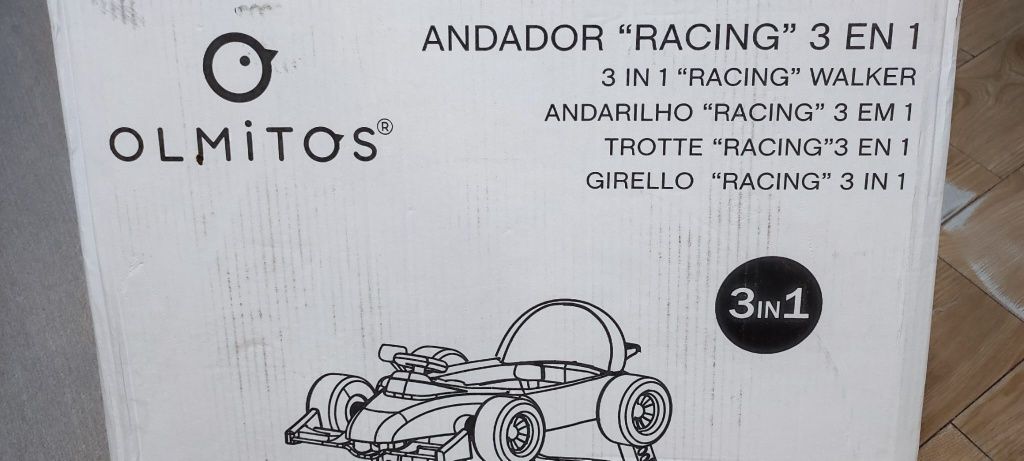 OLMiTOS®
ANDADOR “RACING” 3 EN 1
3 IN 1 “RACING” WALKER
ANDARILHO “RACING” 3 EM 1
TROTTE “RACING”3 EN 1
GIRELLO “RACING” 3 IN 1
3IN1